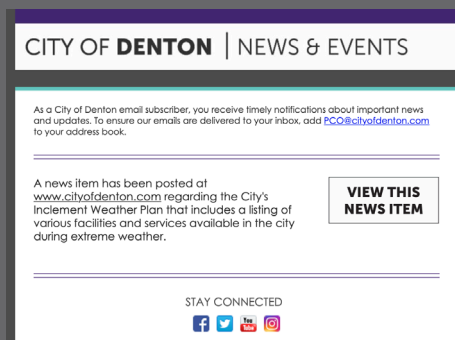 CITY OF DENTON | NEWS & EVENTS
As a City of Denton email subscriber, you receive timely notifications about important news
and updates. To ensure our emails are delivered to your inbox, add PCO@cityofdenton.com
to your address book.
A news item has been posted at
www.cityofdenton.com regarding the City's
Inclement Weather Plan that includes a listing of
various facilities and services available in the city
during extreme weather.
VIEW THIS
NEWS ITEM
STAY CONNECTED
You
Tube